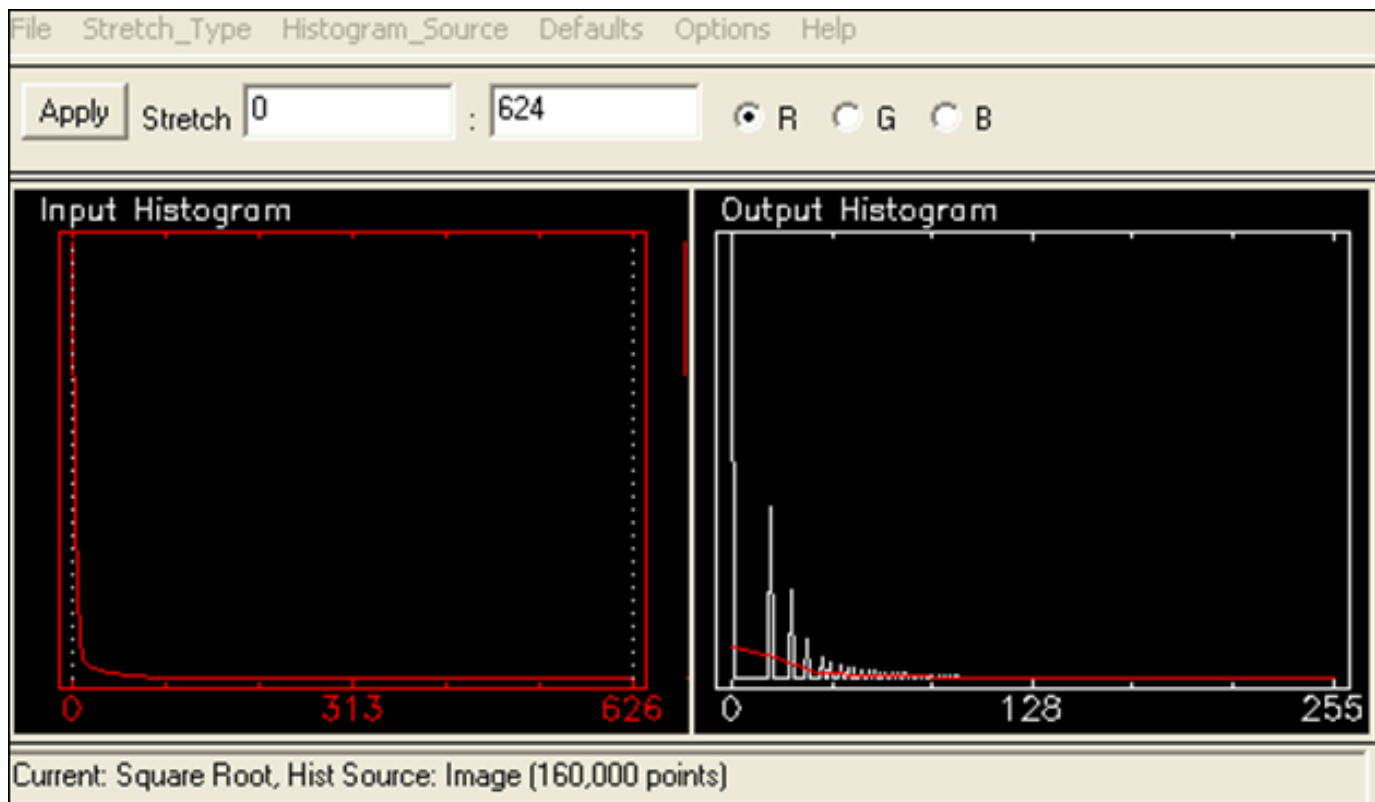 File Stretch_Type Histogram_Source Defaults Options Help
Apply Stretch 0 : 624 R G B
Input Histogram
0 313 626
Output Histogram
0 128 255
Current: Square Root, Hist Source: Image (160,000 points)